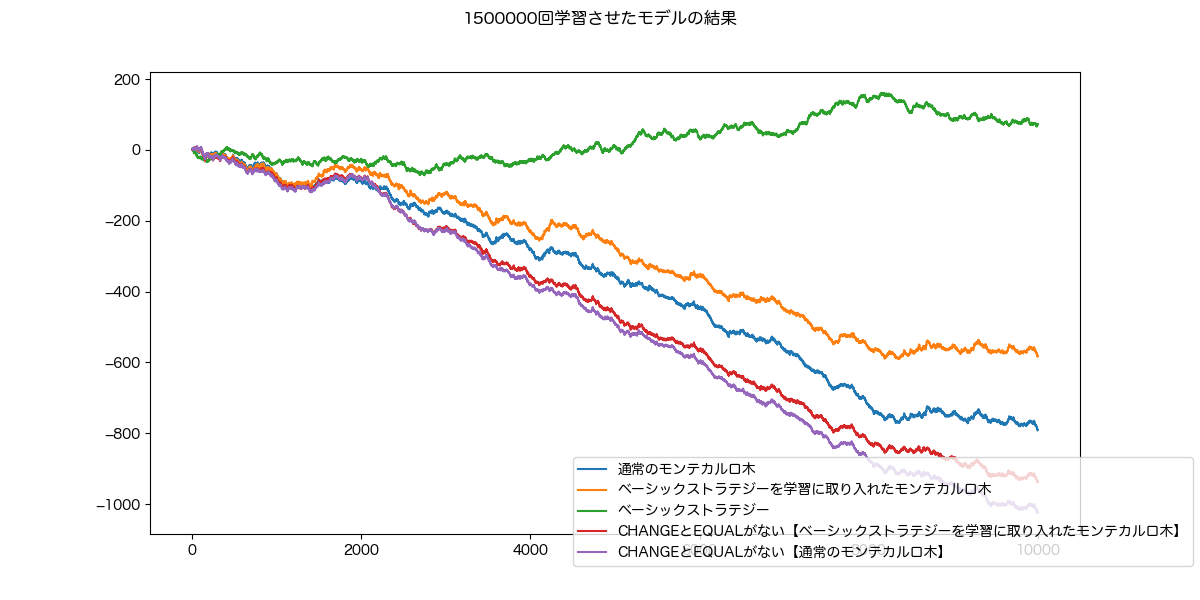 1500000回学習させたモデルの結果
200
0
−200
−400
−600
−800
−1000
0
2000
4000
6000
8000
10000
通常のモンテカルロ木
ベーシックストラテジーを学習に取り入れたモンテカルロ木
ベーシックストラテジー
CHANGEとEQUALがない【ベーシックストラテジーを学習に取り入れたモンテカルロ木】
CHANGEとEQUALがない【通常のモンテカルロ木】